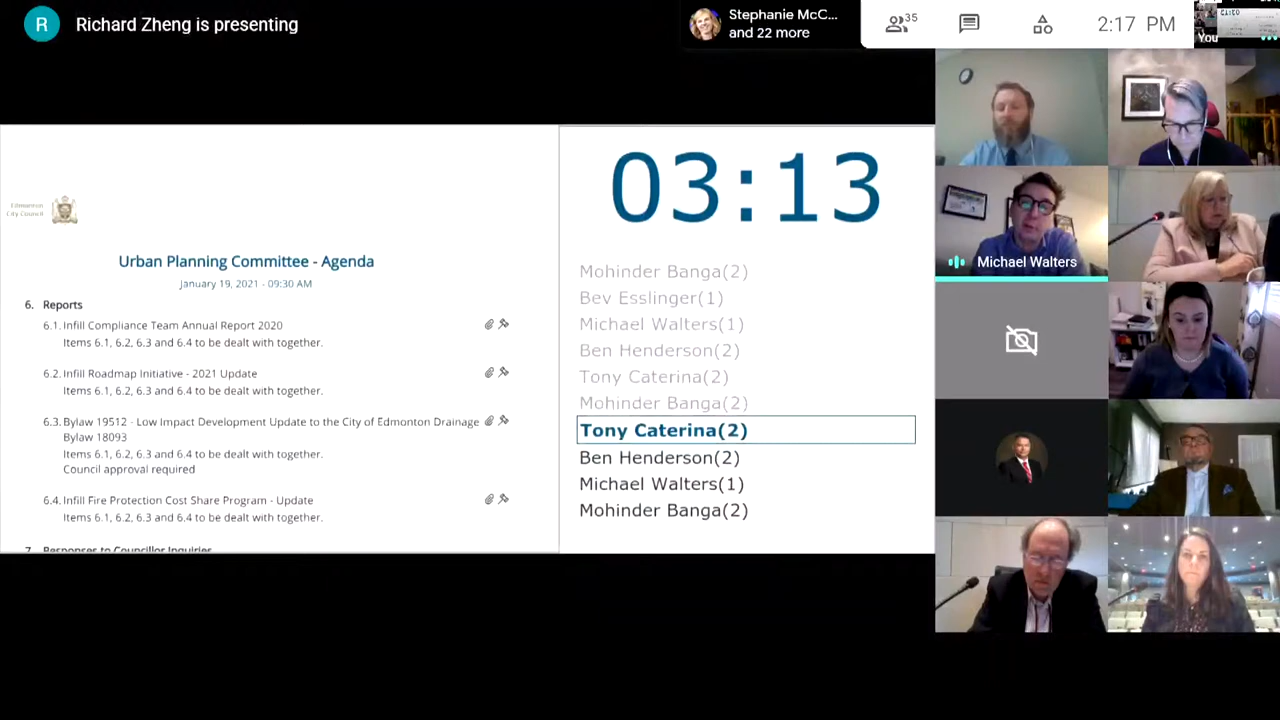 R
Richard Zheng is presenting
Stephanie McC...
and 22 more
35
2:17 PM
You
Edmonton
City Council
Urban Planning Committee - Agenda
January 19, 2021 - 09:30 AM
6. Reports
6.1. Infill Compliance Team Annual Report 2020
Items 6.1, 6.2, 6.3 and 6.4 to be dealt with together.
6.2. Infill Roadmap Initiative - 2021 Update
Items 6.1, 6.2, 6.3 and 6.4 to be dealt with together.
6.3. Bylaw 19512 - Low Impact Development Update to the City of Edmonton Drainage
Bylaw 18093
Items 6.1, 6.2, 6.3 and 6.4 to be dealt with together.
Council approval required
6.4. Infill Fire Protection Cost Share Program - Update
Items 6.1, 6.2, 6.3 and 6.4 to be dealt with together.
7. Responses to Councillor Inquiries
03:13
Mohinder Banga(2)
Bev Esslinger(1)
Michael Walters(1)
Ben Henderson(2)
Tony Caterina(2)
Mohinder Banga(2)
Tony Caterina(2)
Ben Henderson(2)
Michael Walters(1)
Mohinder Banga(2)
Michael Walters